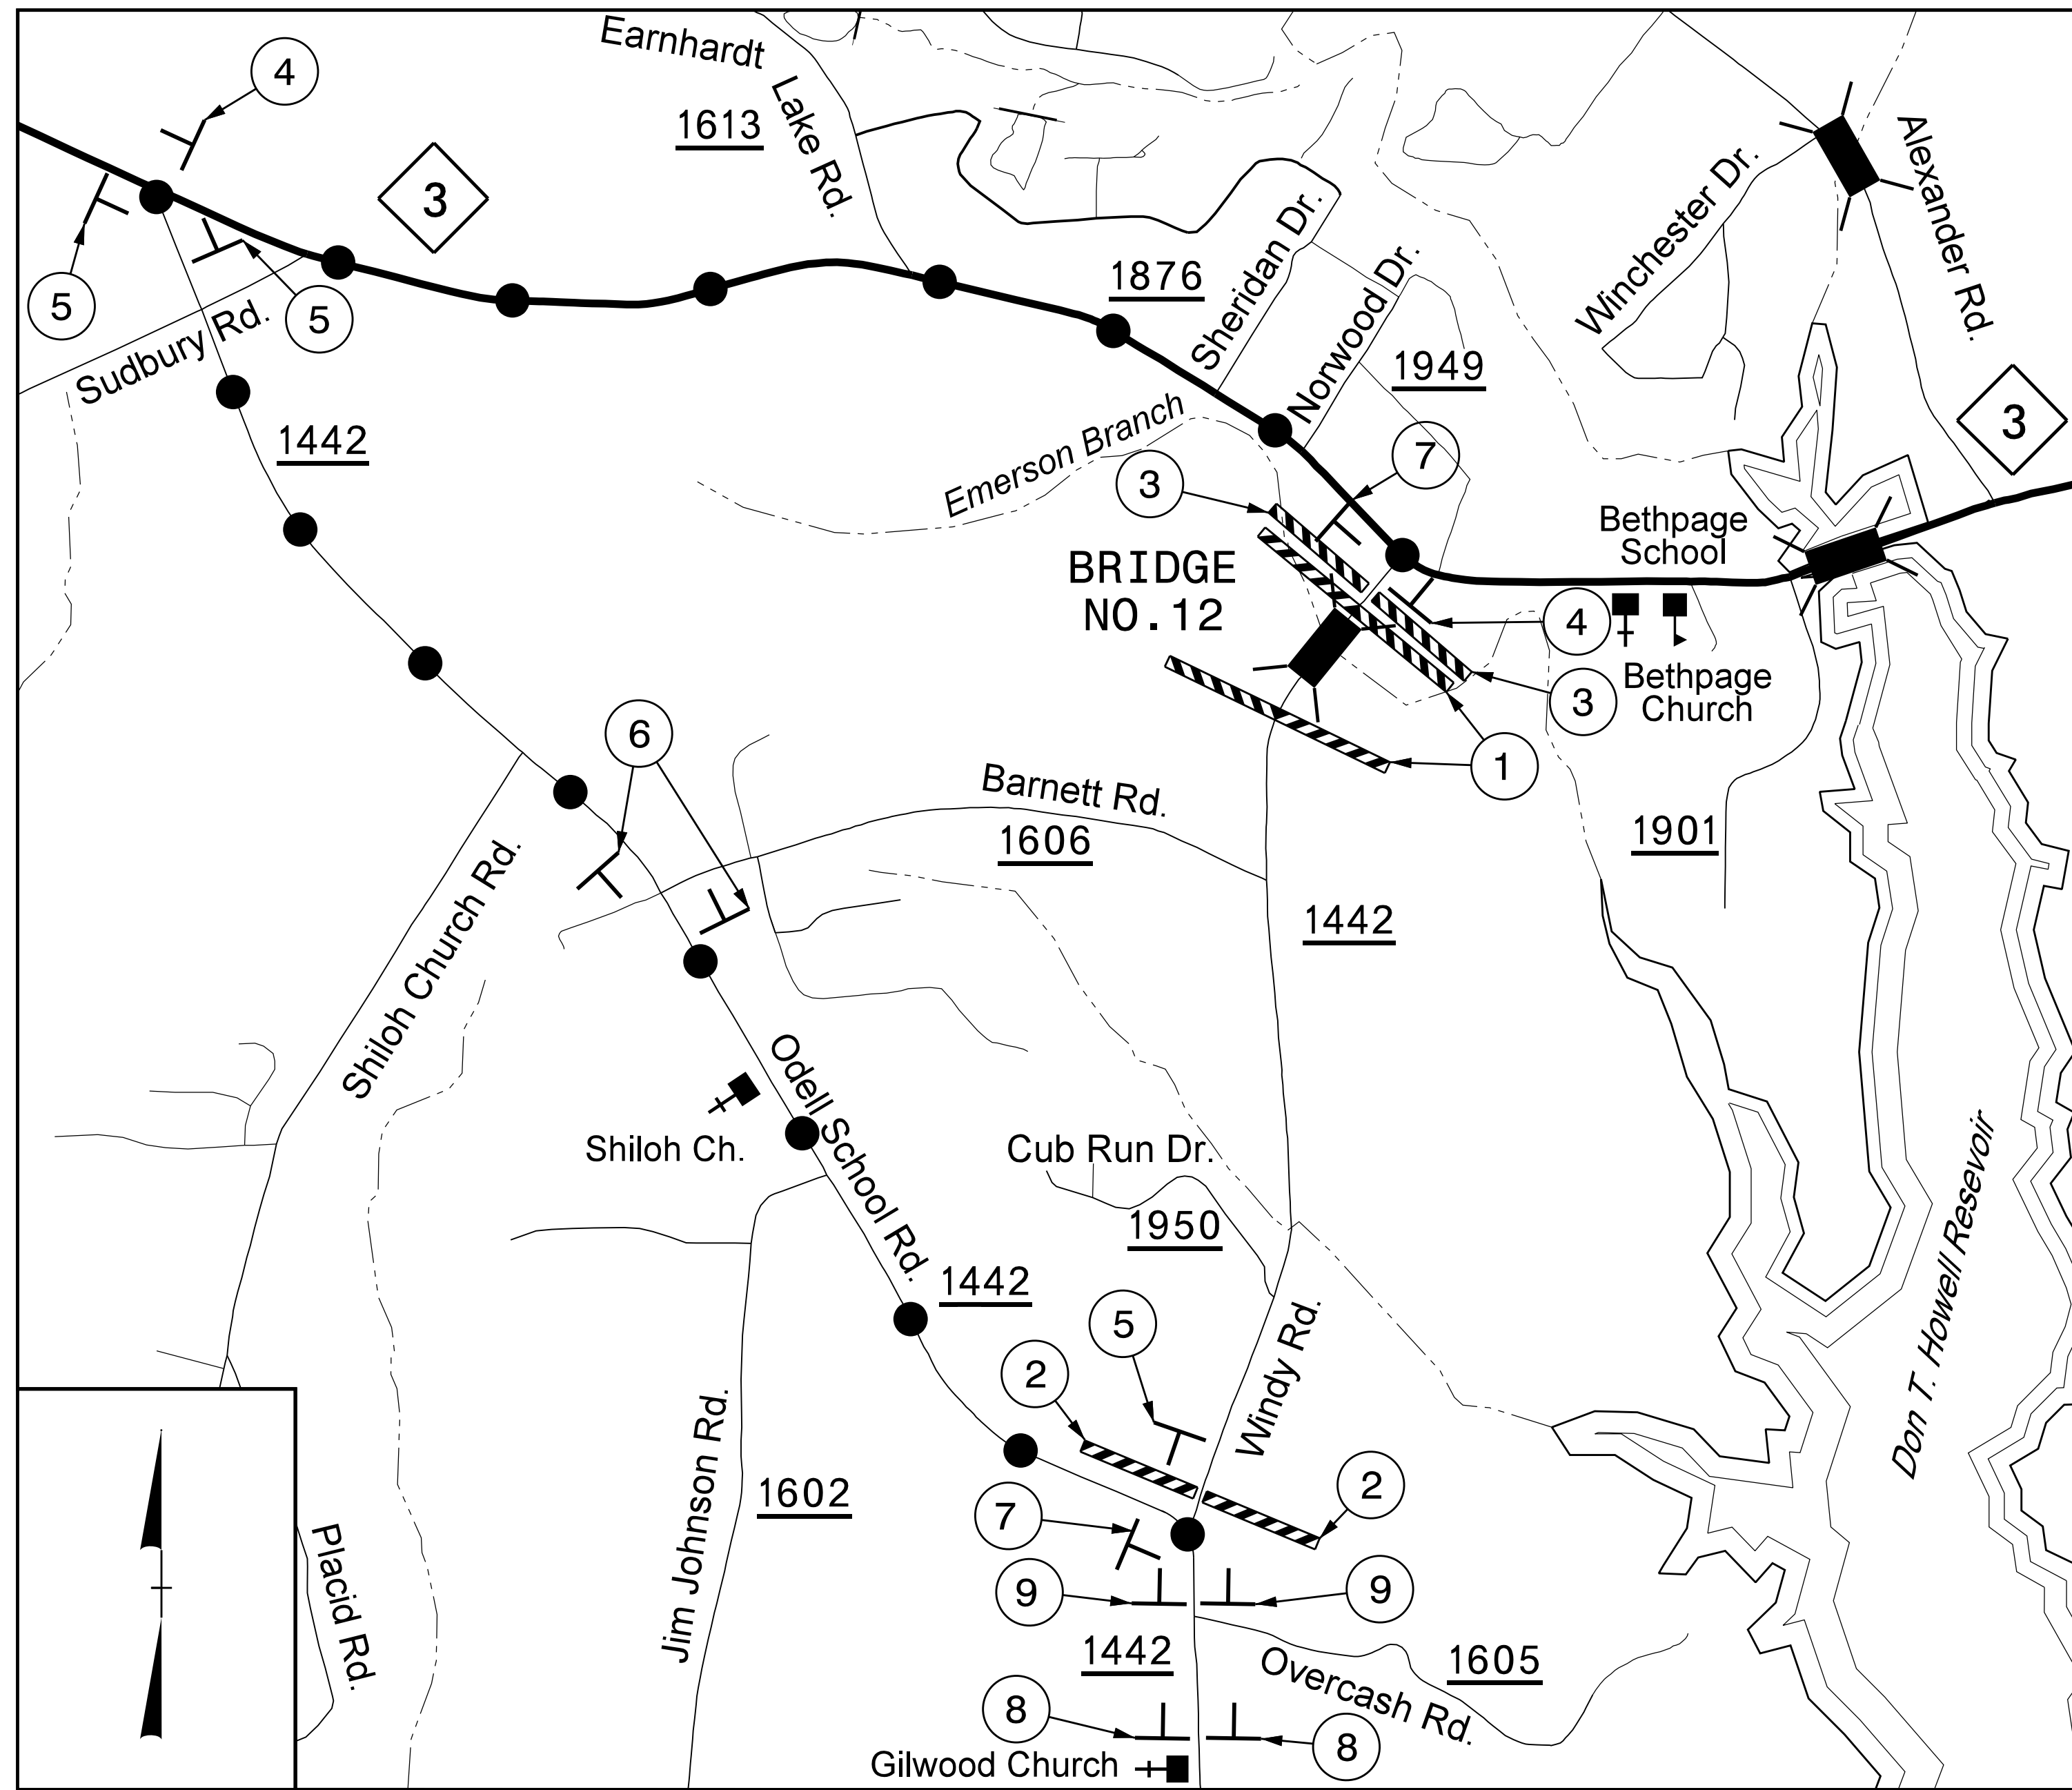 Earnhardt
Lake Rd.
4
1613
3
Winchester Dr.
Alexander Rd.
5
5
Sudbury Rd.
1876
Sheridan Dr.
Norwood Dr.
1949
3
1442
Emerson Branch
3
7
BRIDGE
NO.12
Bethpage
School
4
Bethpage
Church
3
1
6
Barnett Rd.
1606
1901
Shiloh Church Rd.
1442
Odell School Rd.
Shiloh Ch.
Cub Run Dr.
1950
1442
Don T. Howell Resevoir
5
Windy Rd.
2
2
Jim Johnson Rd.
1602
7
9
9
Placid Rd.
1442
Overcash Rd.
1605
8
8
Gilwood Church